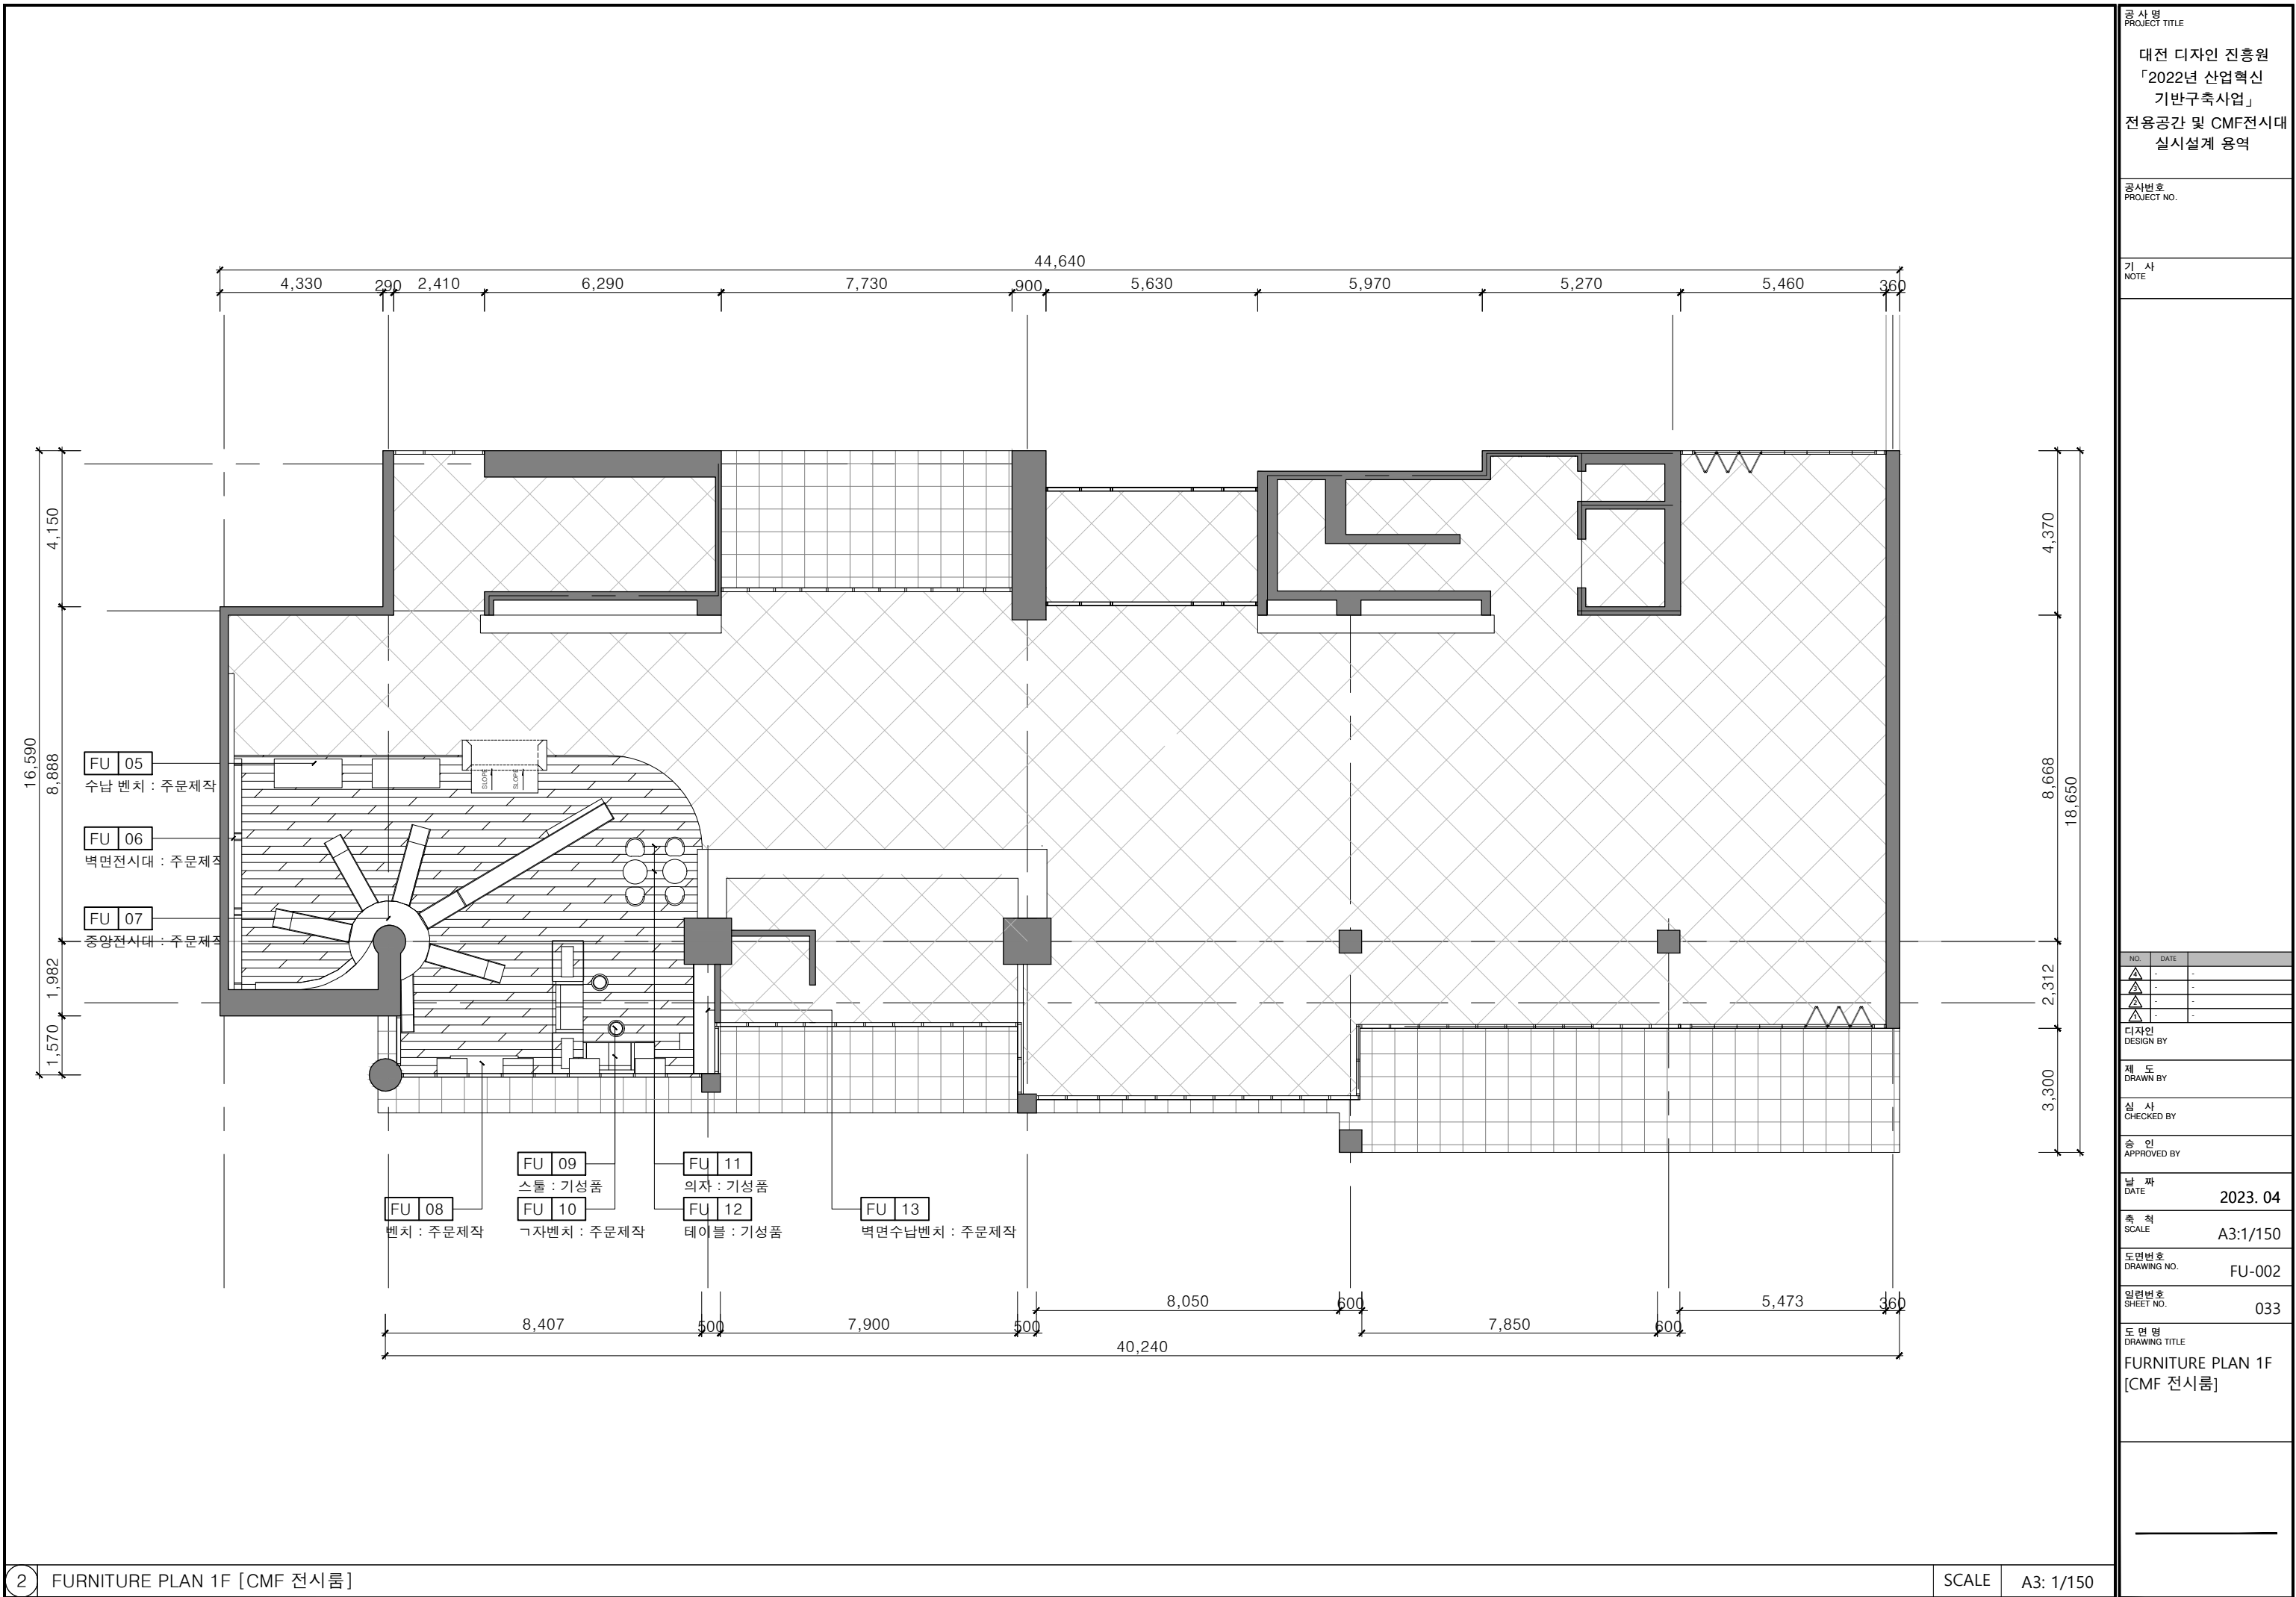 44,640
4,330
290
2,410
6,290
7,730
900
5,630
5,970
5,270
5,460
360
16,590
4,150
8,888
1,982
1,570
4,370
8,668
2,312
3,300
18,650
FU 05
수납 벤치 : 주문제작
FU 06
벽면전시대 : 주문제작
FU 07
중앙전시대 : 주문제작
SLOPE
SLOPE
FU 09
스툴 : 기성품
FU 11
의자 : 기성품
FU 08
벤치 : 주문제작
FU 10
ㄱ자벤치 : 주문제작
FU 12
테이블 : 기성품
FU 13
벽면수납벤치 : 주문제작
8,050
600
5,473
360
8,407
500
7,900
500
7,850
600
40,240
2 FURNITURE PLAN 1F [CMF 전시룸]
SCALE A3: 1/150
공 사 명
PROJECT TITLE
대전 디자인 진흥원
「2022년 산업혁신
기반구축사업」
전용공간 및 CMF전시대
실시설계 용역
공사번호
PROJECT NO.
기 사
NOTE
NO. DATE
4 - -
3 - -
2 - -
1 - -
디자인
DESIGN BY
제 도
DRAWN BY
심 사
CHECKED BY
승 인
APPROVED BY
날 짜
DATE
2023. 04
축 척
SCALE
A3:1/150
도면번호
DRAWING NO.
FU-002
일련번호
SHEET NO.
033
도 면 명
DRAWING TITLE
FURNITURE PLAN 1F
[CMF 전시룸]